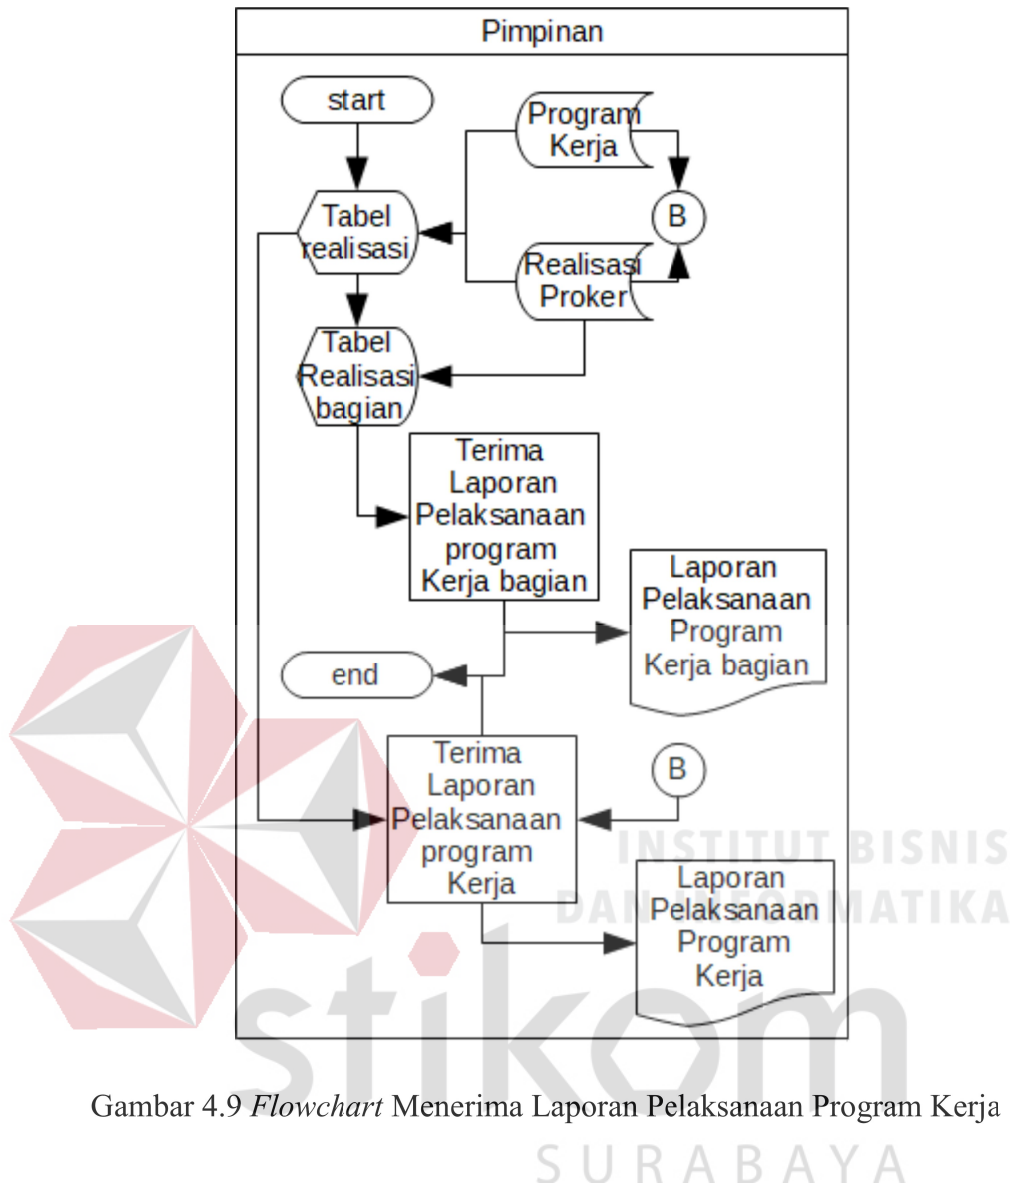 Pimpinan
start
Program
Kerja
B
Tabel
realisasi
Realisasi
Proker
Tabel
Realisasi
bagian
Terima
Laporan
Pelaksanaan
program
Kerja bagian
Laporan
Pelaksanaan
Program
Kerja bagian
end
Terima
Laporan
Pelaksanaan
program
Kerja
B
INSTITUT BISNIS
DAN INFORMATIKA
Laporan
Pelaksanaan
Program
Kerja
stikom
Gambar 4.9 Flowchart Menerima Laporan Pelaksanaan Program Kerja
SURABAYA